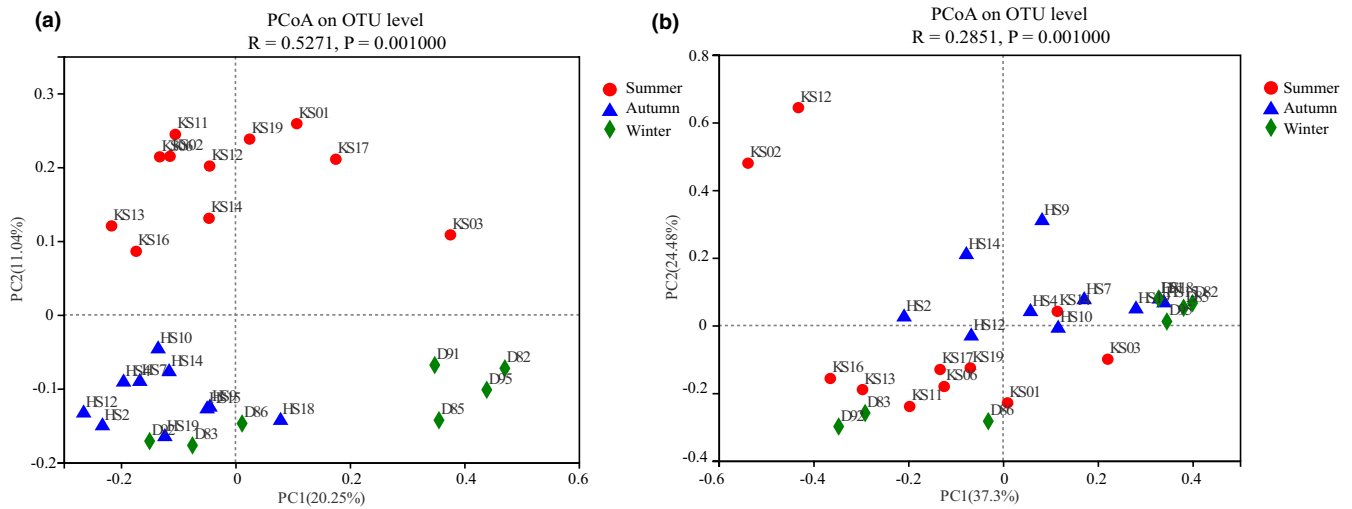 (a)
PCoA on OTU level
R = 0.5271, P = 0.001000
Summer
Autumn
Winter
0.3
0.2
0.1
0
-0.1
-0.2
PC2(11.04%)
-0.2
0
0.2
0.4
0.6
PC1(20.25%)
KS01
KS19
KS11
KS17
KS02
KS12
KS13
KS14
KS03
KS16
HS10
HS14
HS7
HS12
HS2
HS19
HS18
D91
D82
D95
D85
D86
D83
(b)
PCoA on OTU level
R = 0.2851, P = 0.001000
Summer
Autumn
Winter
0.8
0.6
0.4
0.2
0
-0.2
-0.4
PC2(24.48%)
-0.6
-0.4
-0.2
0
0.2
0.4
PC1(37.3%)
KS12
KS02
HS9
HS14
HS7
HS2
HS4
HS10
HS12
D82
KS03
KS17
KS19
KS16
KS06
KS13
KS11
KS01
D83
D92
D86